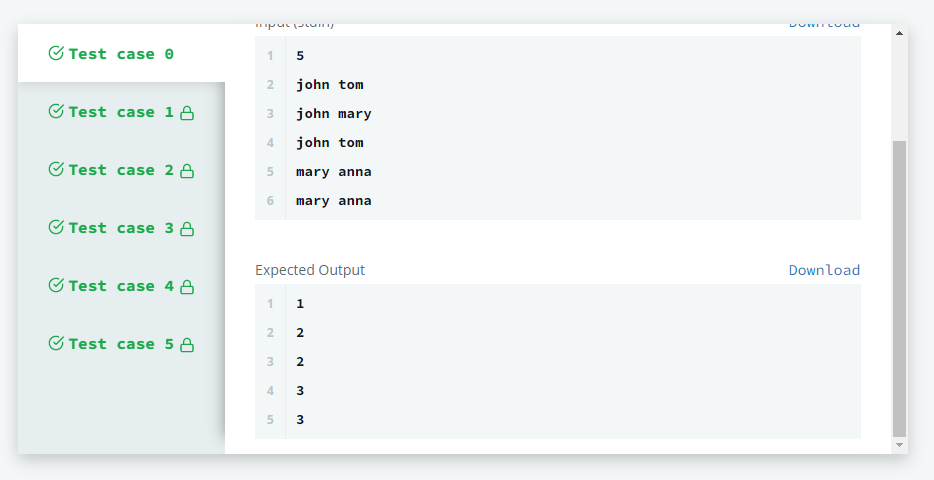 Input (stdin)
Download
Test case 0
Test case 1
Test case 2
Test case 3
Test case 4
Test case 5
1 5
2 john tom
3 john mary
4 john tom
5 mary anna
6 mary anna
Expected Output
Download
1 1
2 2
3 2
4 3
5 3